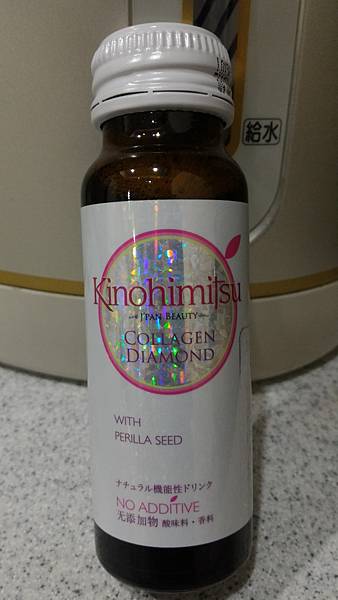 給水
Kinohimitsu
J'PAN BEAUTY
COLLAGEN
DIAMOND
WITH
PERILLA SEED
ナチュラル機能性ドリンク
NO ADDITIVE
无添加物 酸味料・香料